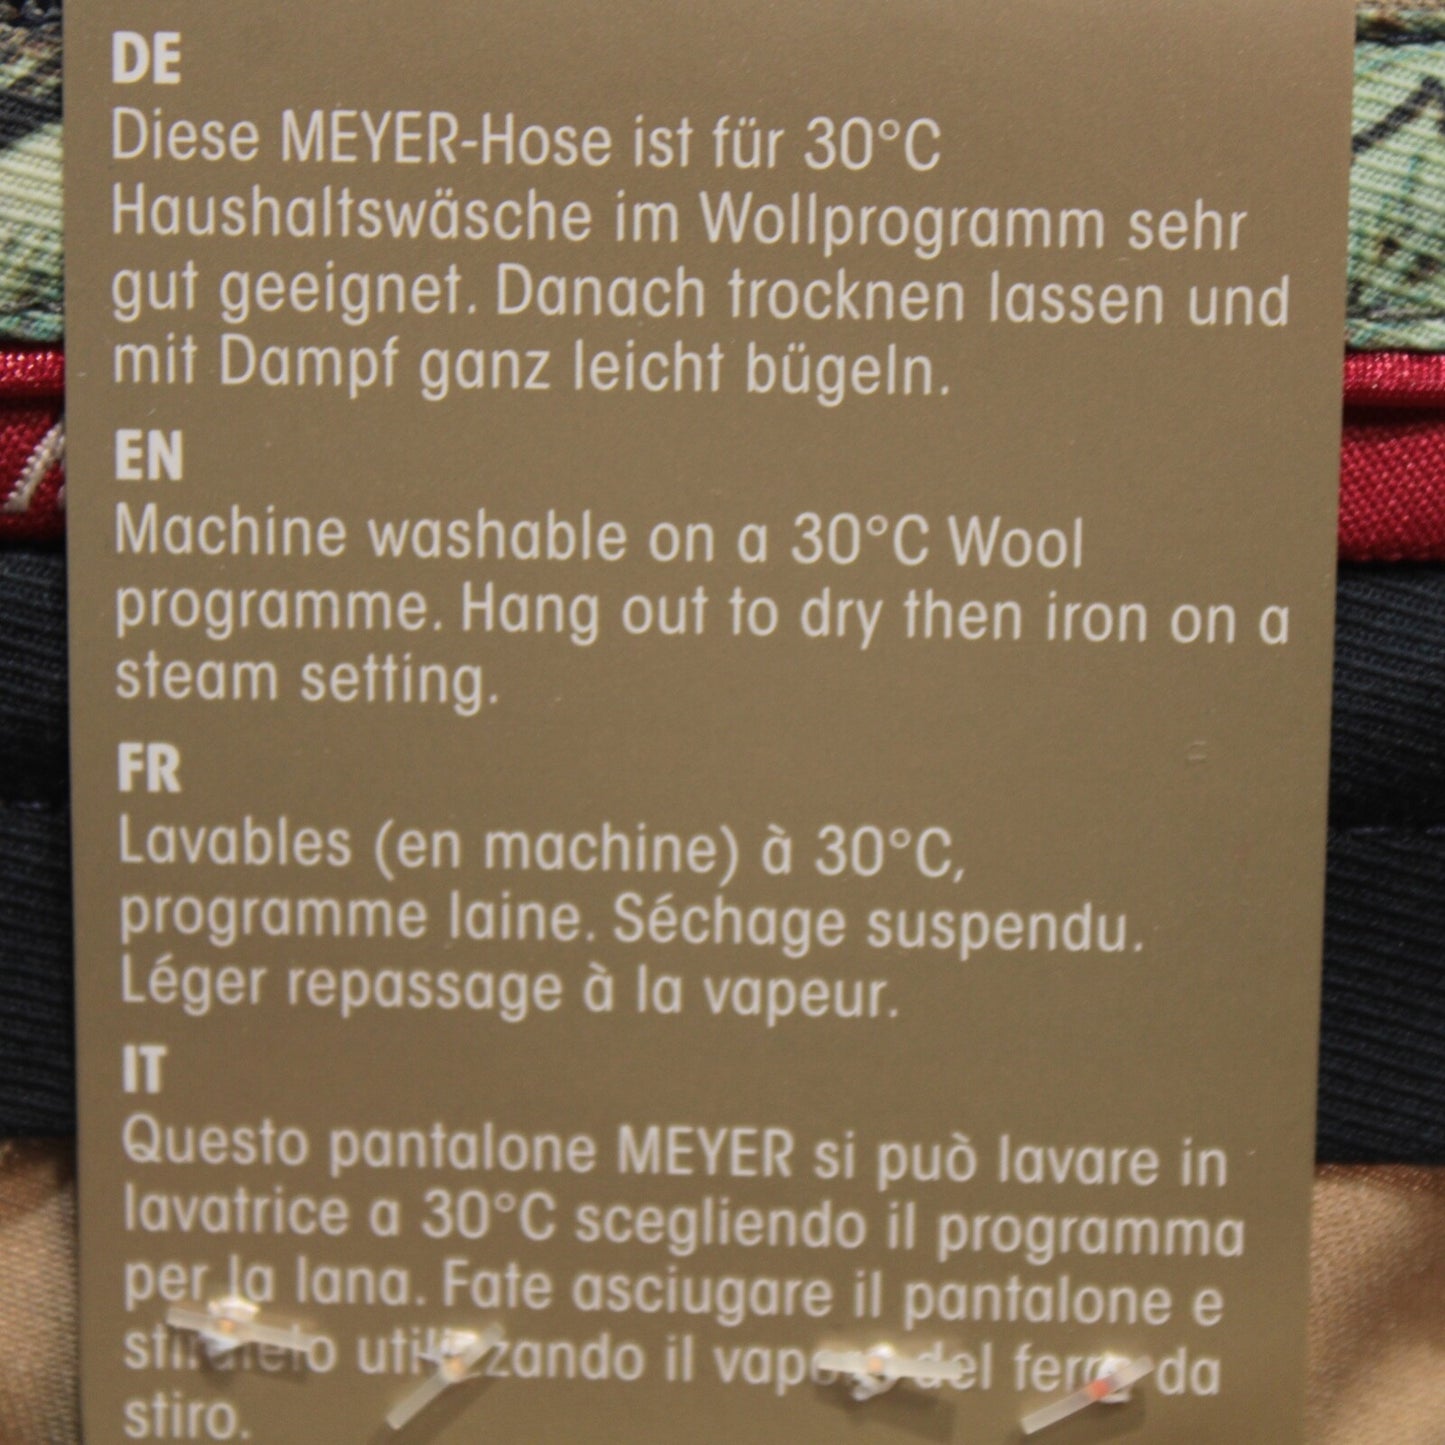 DE
Diese MEYER-Hose ist für 30°C
Haushaltswäsche im Wollprogramm sehr
gut geeignet. Danach trocknen lassen und
mit Dampf ganz leicht bügeln.
EN
Machine washable on a 30°C Wool
programme. Hang out to dry then iron on a
steam setting.
FR
Lavables (en machine) à 30°C,
programme laine. Séchage suspendu.
Léger repassage à la vapeur.
IT
Questo pantalone MEYER si può lavare in
lavatrice a 30°C scegliendo il programma
per la lana. Fate asciugare il pantalone e
utilizzando il vapore del ferro da
stiro.